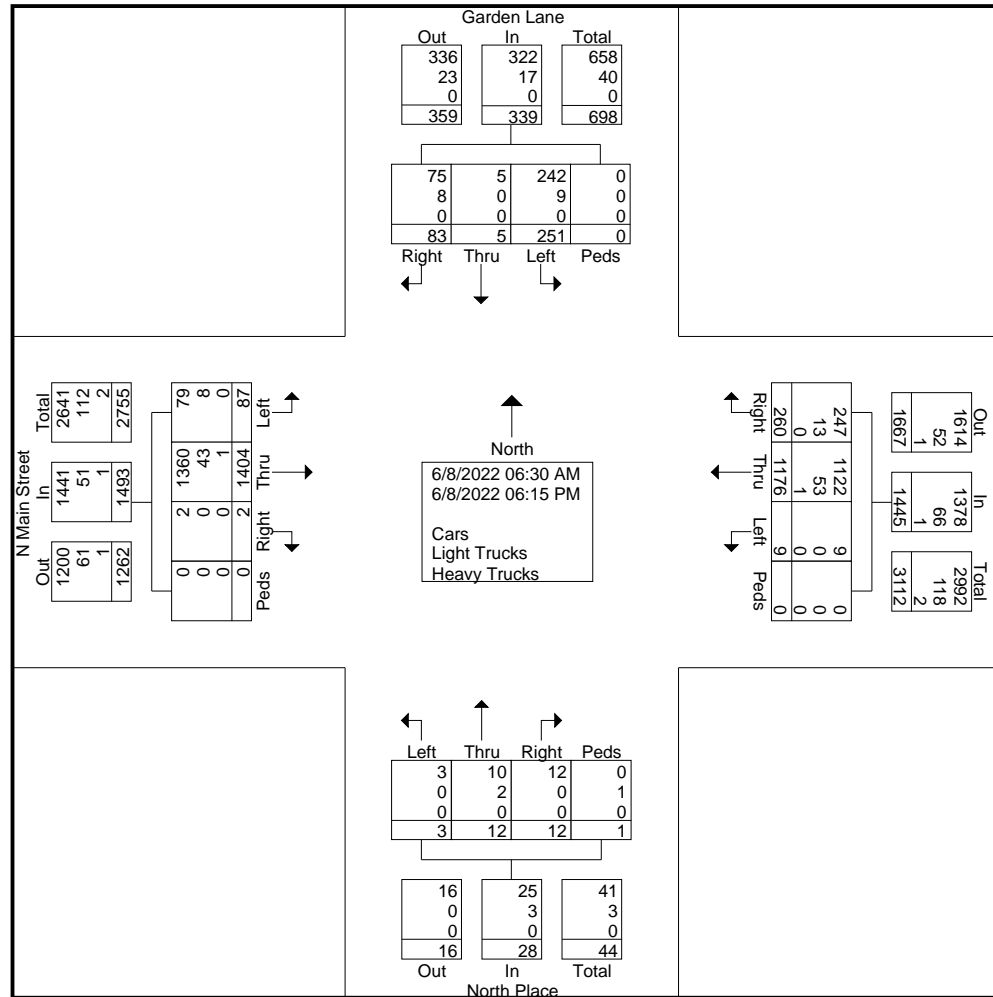 Garden Lane
Out In Total
336 322 658
23 17 40
0 0 0
359 339 698
75 5 242 0
8 0 9 0
0 0 0 0
83 5 251 0
Right Thru Left Peds
N Main Street
Total
2641
112
2
2755
In
1441
51
1
1493
Out
1200
61
1
1262
79 8 0 87 Left
1360 43 1 1404 Thru
2 0 0 2 Right
0 0 0 0 Peds
North
6/8/2022 06:30 AM
6/8/2022 06:15 PM
Cars
Light Trucks
Heavy Trucks
Right 260 0 13 247
Thru 1176 1 53 1122
Left 9 0 0 9
Peds 0 0 0 0
Out
1614
52
1
1667
In
1378
66
1
1445
Total
2992
118
2
3112
Left Thru Right Peds
3 10 12 0
0 2 0 1
0 0 0 0
3 12 12 1
16 25 41
0 3 3
0 0 0
16 28 44
Out In Total
North Place